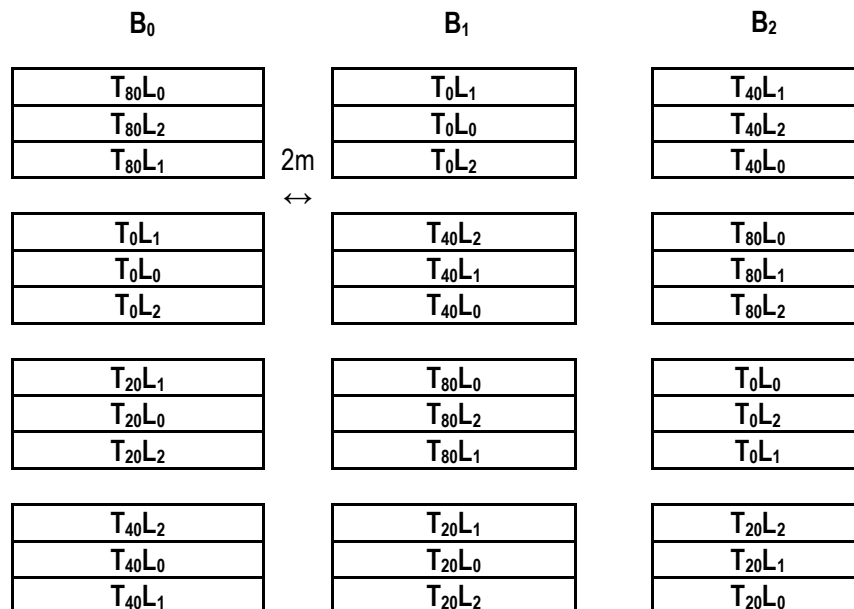 B₀ B₁ B₂
T₈₀L₀ T₀L₁ T₄₀L₁
T₈₀L₂ T₀L₀ T₄₀L₂
T₈₀L₁ 2m T₀L₂ T₄₀L₀
↔
T₀L₁ T₄₀L₂ T₈₀L₀
T₀L₀ T₄₀L₁ T₈₀L₁
T₀L₂ T₄₀L₀ T₈₀L₂
T₂₀L₁ T₈₀L₀ T₀L₀
T₂₀L₀ T₈₀L₂ T₀L₂
T₂₀L₂ T₈₀L₁ T₀L₁
T₄₀L₂ T₂₀L₁ T₂₀L₂
T₄₀L₀ T₂₀L₀ T₂₀L₁
T₄₀L₁ T₂₀L₂ T₂₀L₀